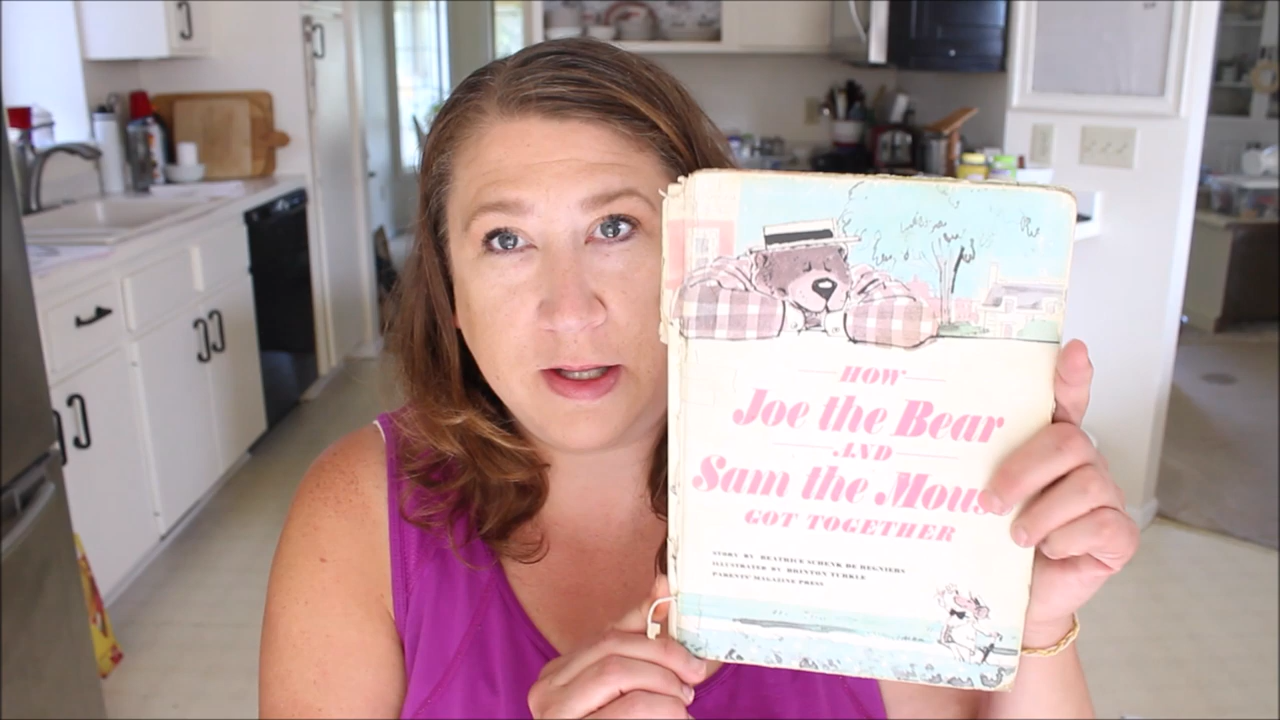 HOW
Joe the Bear
AND
Sam the Mous
GOT TOGETHER
STORY BY BEATRICE SCHENK DE REGNIERS
ILLUSTRATED BY BRINTON TURKLE
PARENTS' MAGAZINE PRESS